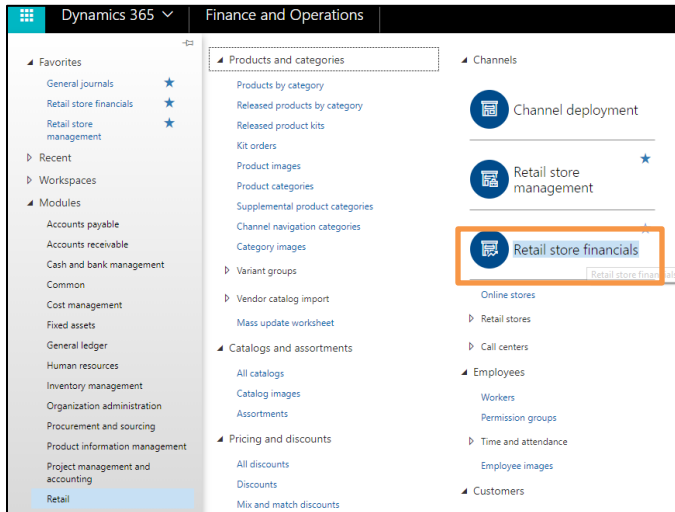 Dynamics 365 Finance and Operations
Favorites
General journals
Retail store financials
Retail store
management
Recent
Workspaces
Modules
Accounts payable
Accounts receivable
Cash and bank management
Common
Cost management
Fixed assets
General ledger
Human resources
Inventory management
Organization administration
Procurement and sourcing
Product information management
Project management and
accounting
Retail
Products and categories
Products by category
Released products by category
Released product kits
Kit orders
Product images
Product categories
Supplemental product categories
Channel navigation categories
Category images
Variant groups
Vendor catalog import
Mass update worksheet
Catalogs and assortments
All catalogs
Catalog images
Assortments
Pricing and discounts
All discounts
Discounts
Mix and match discounts
Channels
Channel deployment
Retail store
management
Retail store financials
Retail store financials
Online stores
Retail stores
Call centers
Employees
Workers
Permission groups
Time and attendance
Employee images
Customers